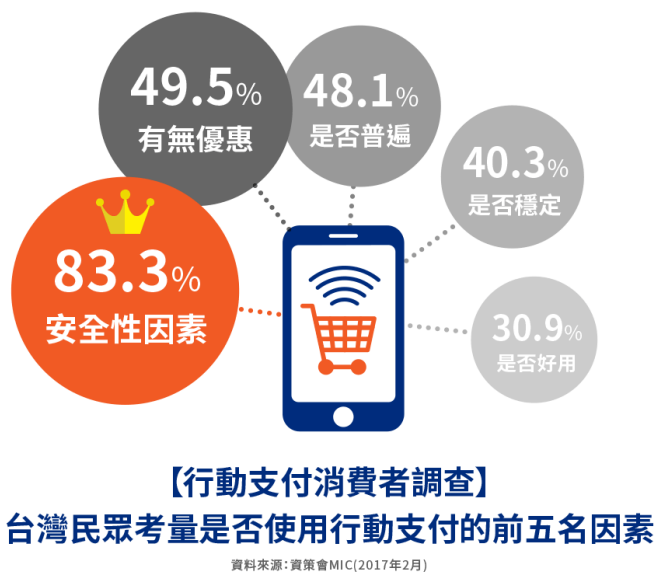 49.5%
有無優惠
48.1%
是否普遍
40.3%
是否穩定
83.3%
安全性因素
30.9%
是否好用
【行動支付消費者調查】
台灣民眾考量是否使用行動支付的前五名因素
資料來源：資策會MIC(2017年2月)